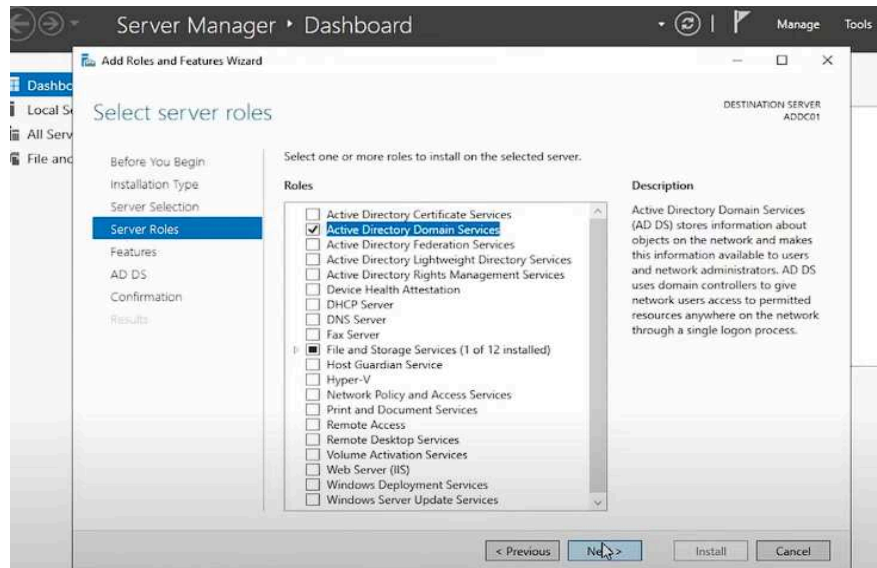 Server Manager ‣ Dashboard
Manage
Tools
Add Roles and Features Wizard
Local
All Serv
File and
Select server roles
DESTINATION SERVER
ADDC01
Before You Begin
Installation Type
Server Selection
Server Roles
Features
AD DS
Confirmation
Results
Select one or more roles to install on the selected server.
Roles
Active Directory Certificate Services
Active Directory Domain Services
Active Directory Federation Services
Active Directory Lightweight Directory Services
Active Directory Rights Management Services
Device Health Attestation
DHCP Server
DNS Server
Fax Server
File and Storage Services (1 of 12 installed)
Host Guardian Service
Hyper-V
Network Policy and Access Services
Print and Document Services
Remote Access
Remote Desktop Services
Volume Activation Services
Web Server (IIS)
Windows Deployment Services
Windows Server Update Services
Description
Active Directory Domain Services
(AD DS) stores information about
objects on the network and makes
this information available to users
and network administrators. AD DS
uses domain controllers to give
network users access to permitted
resources anywhere on the network
through a single logon process.
< Previous
Install
Cancel